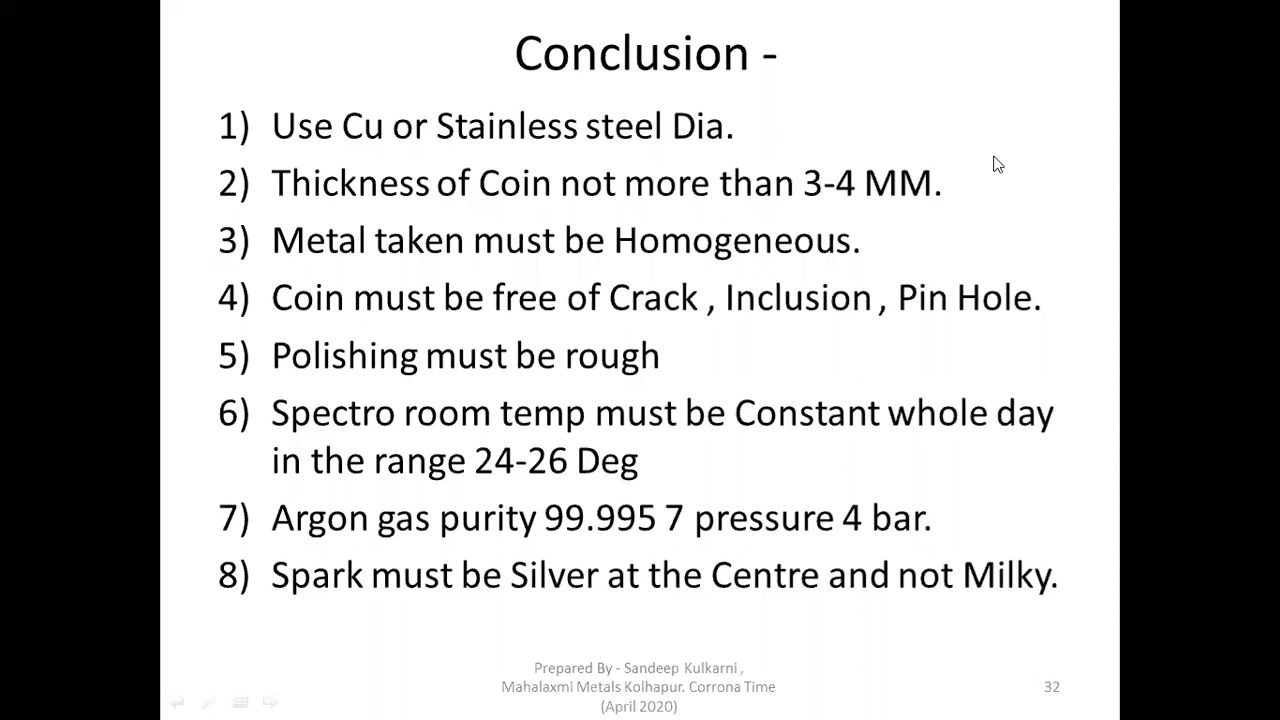 Conclusion -
1) Use Cu or Stainless steel Dia.
2) Thickness of Coin not more than 3-4 MM.
3) Metal taken must be Homogeneous.
4) Coin must be free of Crack , Inclusion , Pin Hole.
5) Polishing must be rough
6) Spectro room temp must be Constant whole day
in the range 24-26 Deg
7) Argon gas purity 99.995 7 pressure 4 bar.
8) Spark must be Silver at the Centre and not Milky.
Prepared By - Sandeep Kulkarni ,
Mahalaxmi Metals Kolhapur. Corrona Time
(April 2020)
32